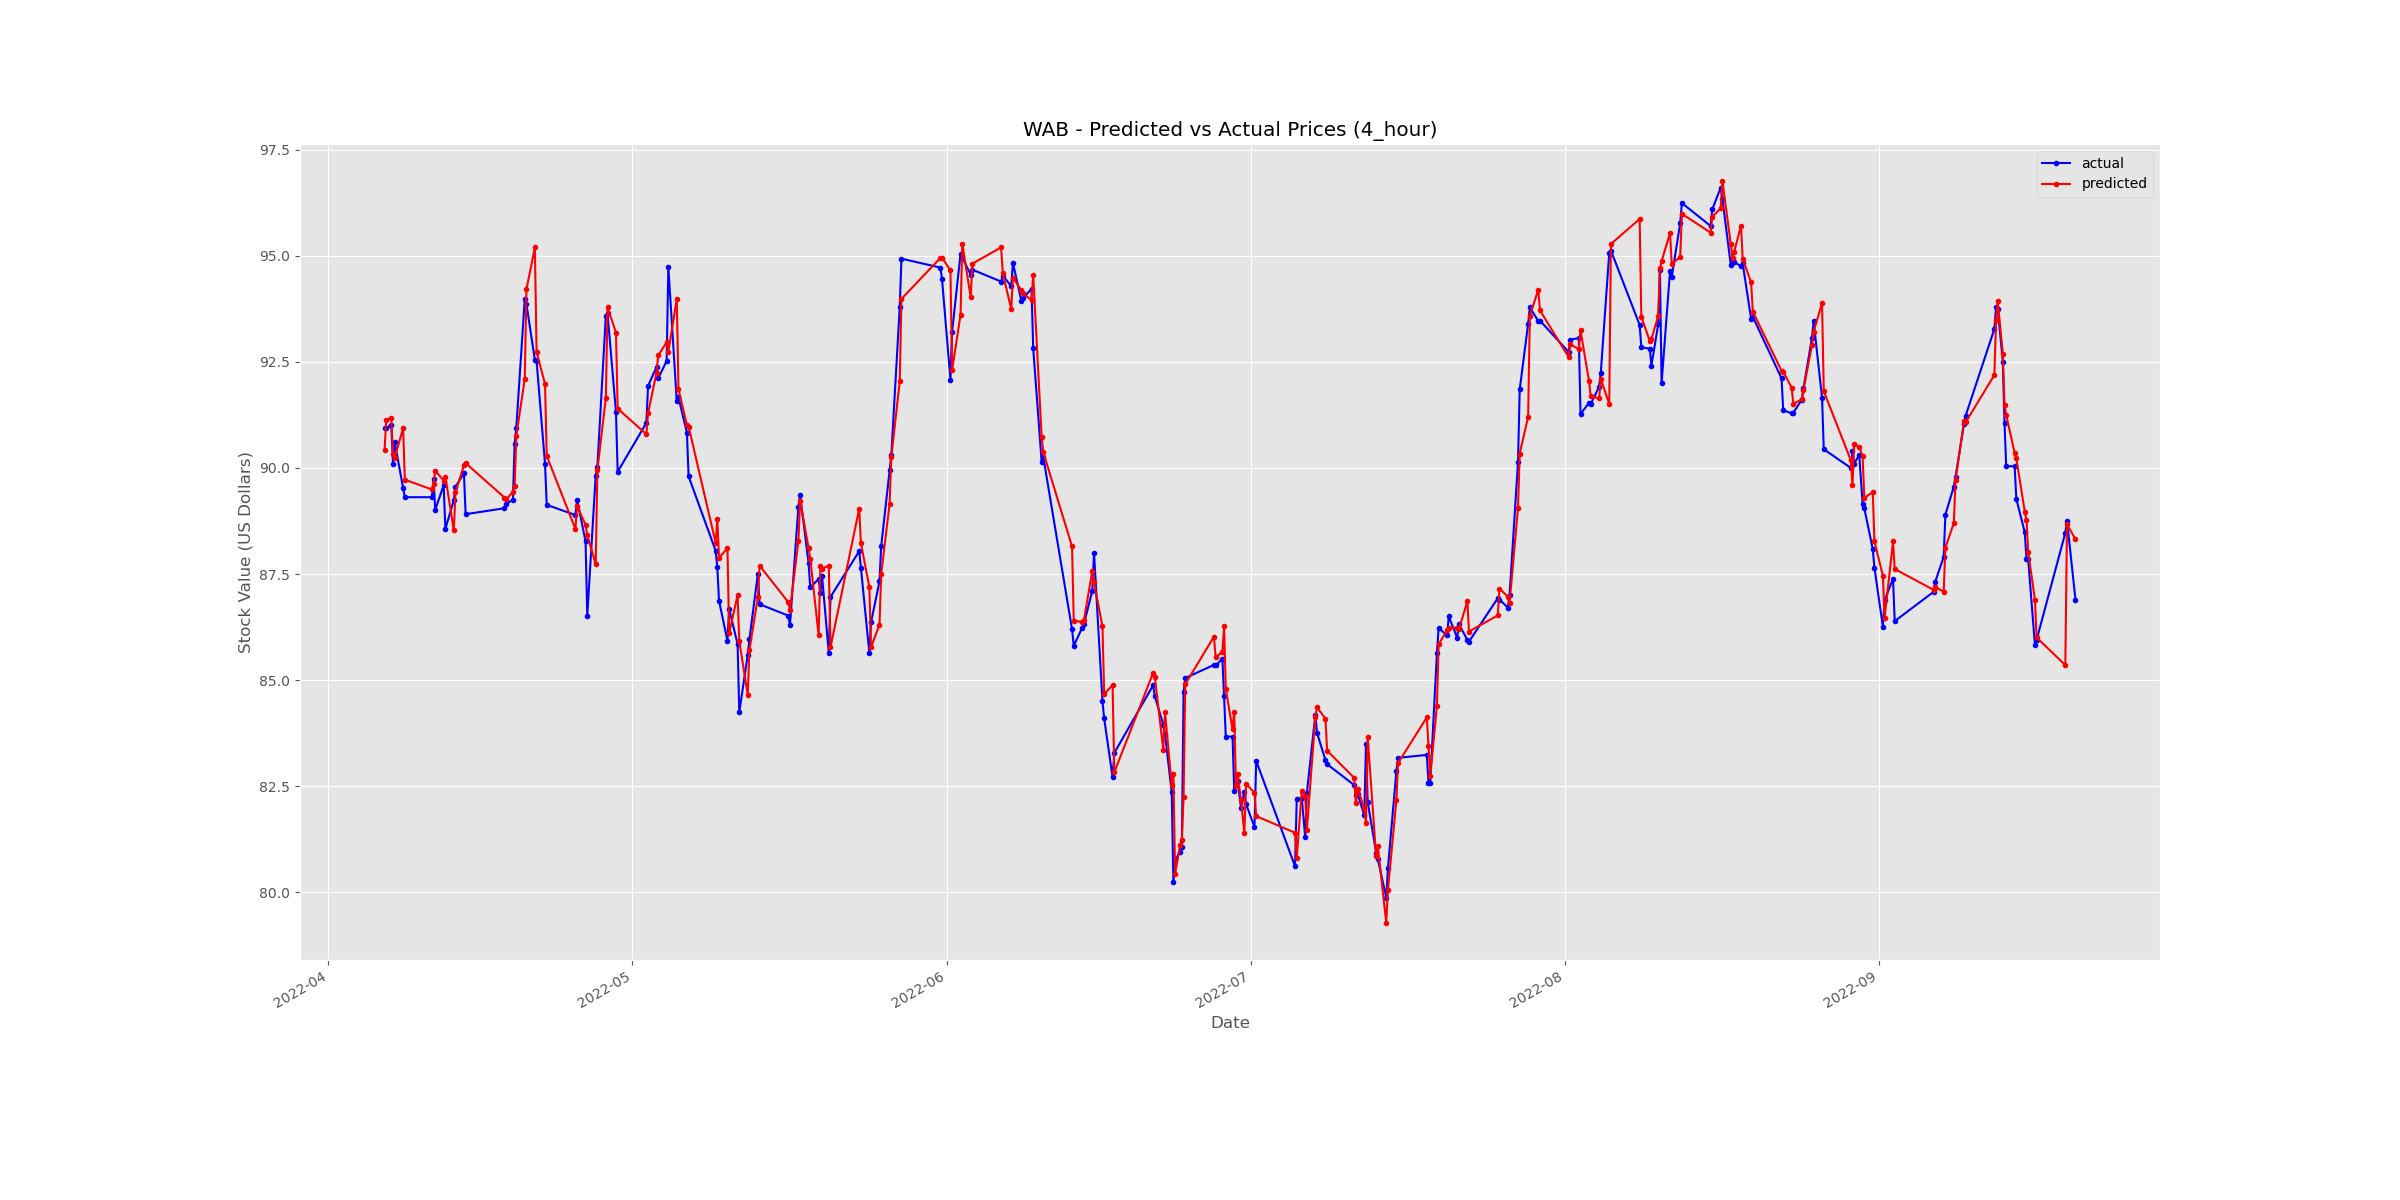 WAB - Predicted vs Actual Prices (4_hour)
actual
predicted
Stock Value (US Dollars)
97.5
95.0
92.5
90.0
87.5
85.0
82.5
80.0
2022-04
2022-05
2022-06
2022-07
2022-08
2022-09
Date